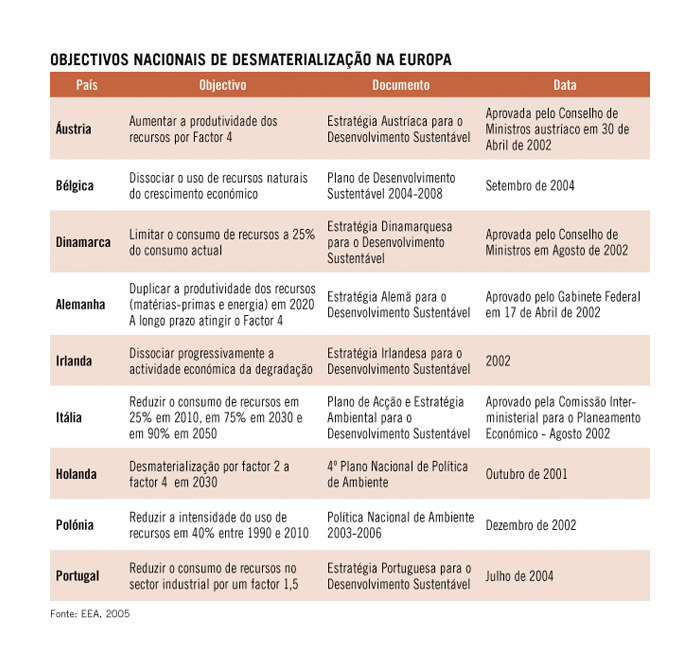 OBJECTIVOS NACIONAIS DE DESMATERIALIZAÇÃO NA EUROPA
País Objectivo Documento Data
Áustria
Aumentar a produtividade dos
recursos por Factor 4
Estratégia Austríaca para o
Desenvolvimento Sustentável
Aprovada pelo Conselho de
Ministros austríaco em 30 de
Abril de 2002
Bélgica
Dissociar o uso de recursos naturais
do crescimento económico
Plano de Desenvolvimento
Sustentável 2004-2008
Setembro de 2004
Dinamarca
Limitar o consumo de recursos a 25%
do consumo actual
Estratégia Dinamarquesa
para o Desenvolvimento
Sustentável
Aprovada pelo Conselho de
Ministros em Agosto de 2002
Alemanha
Duplicar a produtividade dos recursos
(matérias-primas e energia) em 2020
A longo prazo atingir o Factor 4
Estratégia Alemã para o
Desenvolvimento Sustentável
Aprovado pelo Gabinete Federal
em 17 de Abril de 2002
Irlanda
Dissociar progressivamente a
actividade económica da degradação
Estratégia Irlandesa para o
Desenvolvimento Sustentável
2002
Itália
Reduzir o consumo de recursos em
25% em 2010, em 75% em 2030 e
em 90% em 2050
Plano de Acção e Estratégia
Ambiental para o
Desenvolvimento Sustentável
Aprovado pela Comissão Inter-
ministerial para o Planeamento
Económico - Agosto 2002
Holanda
Desmaterialização por factor 2 a
factor 4 em 2030
4º Plano Nacional de Política
de Ambiente
Outubro de 2001
Polónia
Reduzir a intensidade do uso de
recursos em 40% entre 1990 e 2010
Política Nacional de Ambiente
2003-2006
Dezembro de 2002
Portugal
Reduzir o consumo de recursos no
sector industrial por um factor 1,5
Estratégia Portuguesa para o
Desenvolvimento Sustentável
Julho de 2004
Fonte: EEA, 2005